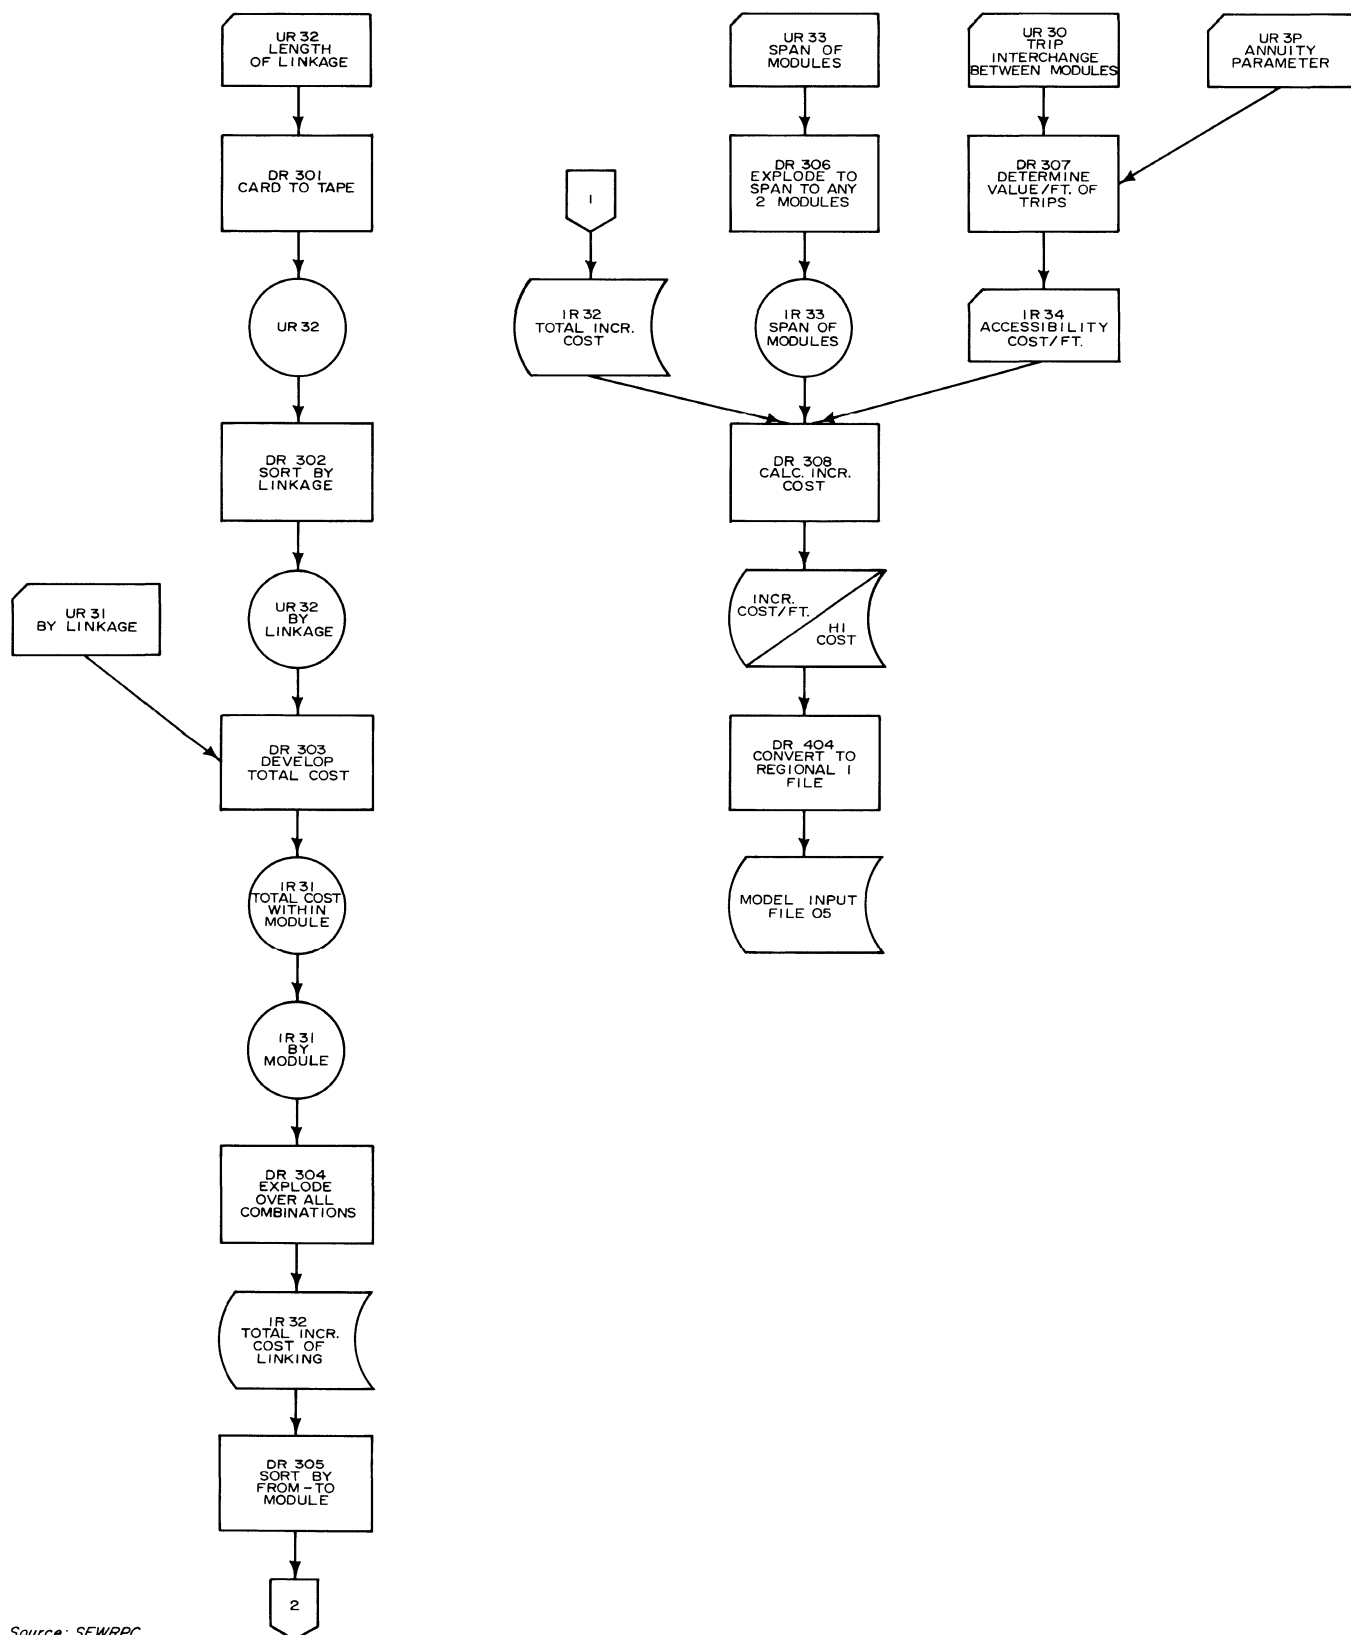 UR 32
LENGTH
OF LINKAGE
DR 301
CARD TO TAPE
UR 32
DR 302
SORT BY
LINKAGE
UR 31
BY LINKAGE
UR 32
BY
LINKAGE
DR 303
DEVELOP
TOTAL COST
IR 31
TOTAL COST
WITHIN
MODULE
IR 31
BY
MODULE
DR 304
EXPLODE
OVER ALL
COMBINATIONS
IR 32
TOTAL INCR.
COST OF
LINKING
DR 305
SORT BY
FROM-TO
MODULE
2
1
IR 32
TOTAL INCR.
COST
UR 33
SPAN OF
MODULES
DR 306
EXPLODE TO
SPAN TO ANY
2 MODULES
IR 33
SPAN OF
MODULES
UR 30
TRIP
INTERCHANGE
BETWEEN MODULES
UR 3P
ANNUITY
PARAMETER
DR 307
DETERMINE
VALUE/FT. OF
TRIPS
IR 34
ACCESSIBILITY
COST/FT.
DR 308
CALC. INCR.
COST
INCR.
COST/FT.
HI
COST
DR 404
CONVERT TO
REGIONAL I
FILE
MODEL INPUT
FILE 05
Source: SEWRPC